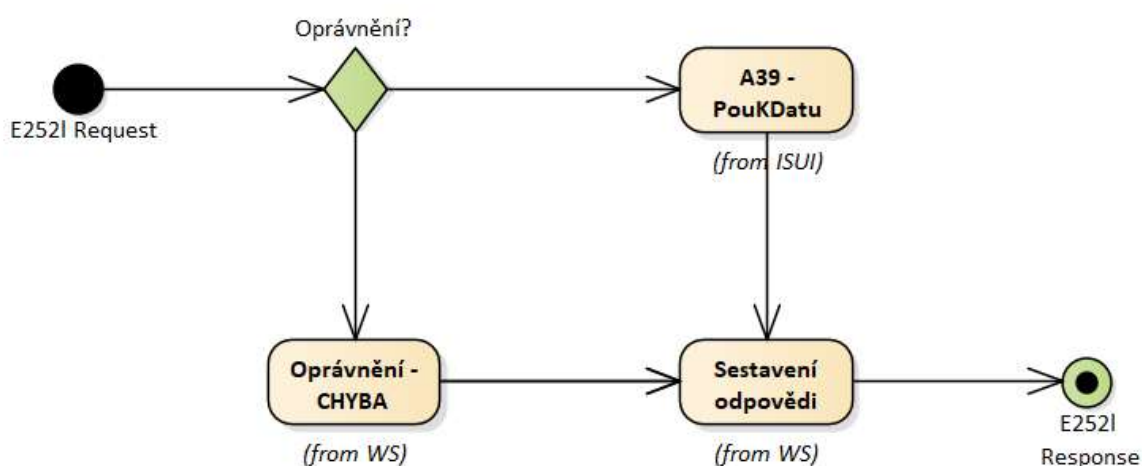 Oprávnění?
E252l Request
A39 -
PouKDatu
(from ISUI)
Oprávnění -
CHYBA
(from WS)
Sestavení
odpovědi
(from WS)
E252l
Response